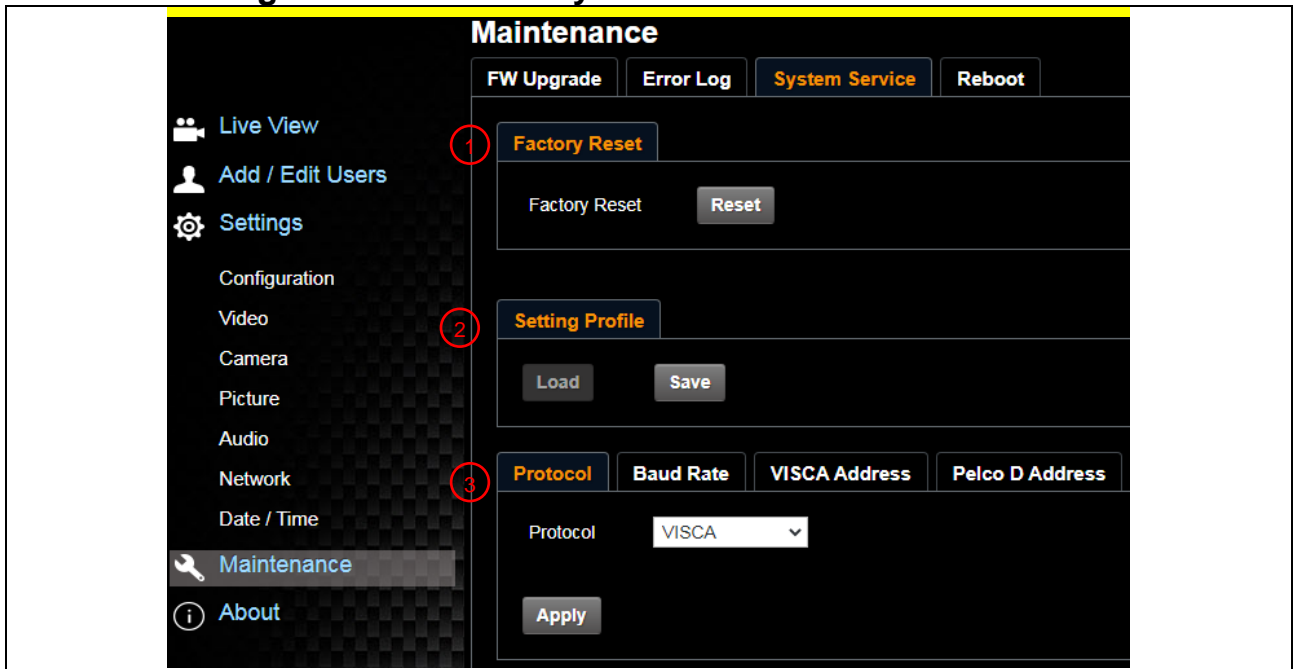 Maintenance
FW Upgrade Error Log System Service Reboot
Live View
Add / Edit Users
Settings
Configuration
Video
Camera
Picture
Audio
Network
Date / Time
Maintenance
About
1 Factory Reset
Factory Reset Reset
2 Setting Profile
Load Save
3 Protocol Baud Rate VISCA Address Pelco D Address
Protocol VISCA
Apply